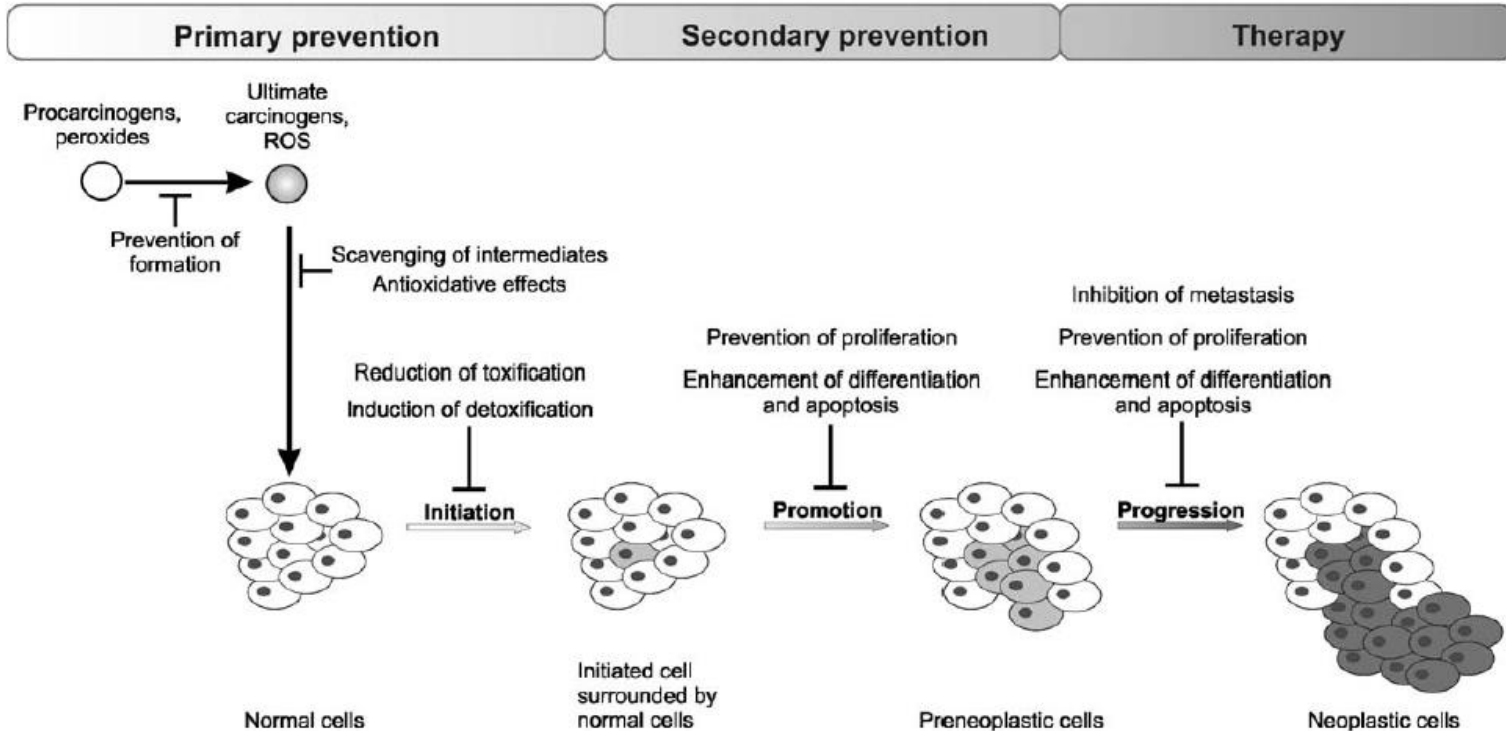 Primary prevention
Secondary prevention
Therapy
Procarcinogens,
peroxides
Ultimate
carcinogens,
ROS
Prevention of
formation
Scavenging of intermediates
Antioxidative effects
Reduction of toxification
Induction of detoxification
Prevention of proliferation
Enhancement of differentiation
and apoptosis
Inhibition of metastasis
Prevention of proliferation
Enhancement of differentiation
and apoptosis
Initiation
Promotion
Progression
Normal cells
Initiated cell
surrounded by
normal cells
Preneoplastic cells
Neoplastic cells